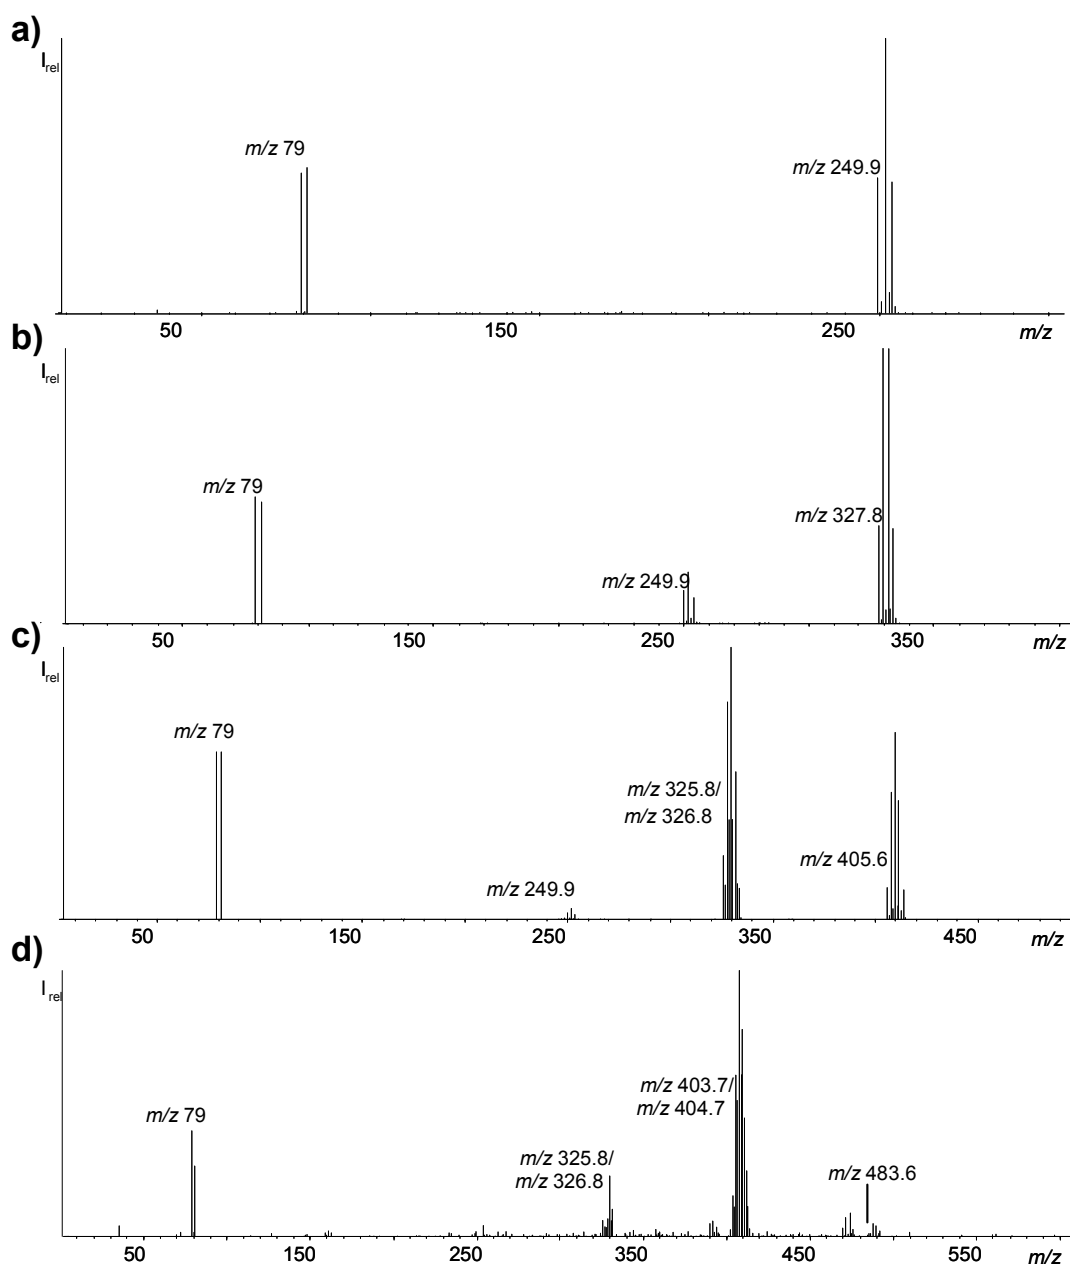 a)
Irel
m/z 79
m/z 249.9
50 150 250 m/z
b)
Irel
m/z 79
m/z 249.9
m/z 327.8
50 150 250 350 m/z
c)
Irel
m/z 79
m/z 249.9
m/z 325.8/
m/z 326.8
m/z 405.6
50 150 250 350 450 m/z
d)
I rel
m/z 79
m/z 325.8/
m/z 326.8
m/z 403.7/
m/z 404.7
m/z 483.6
50 150 250 350 450 550 m/z